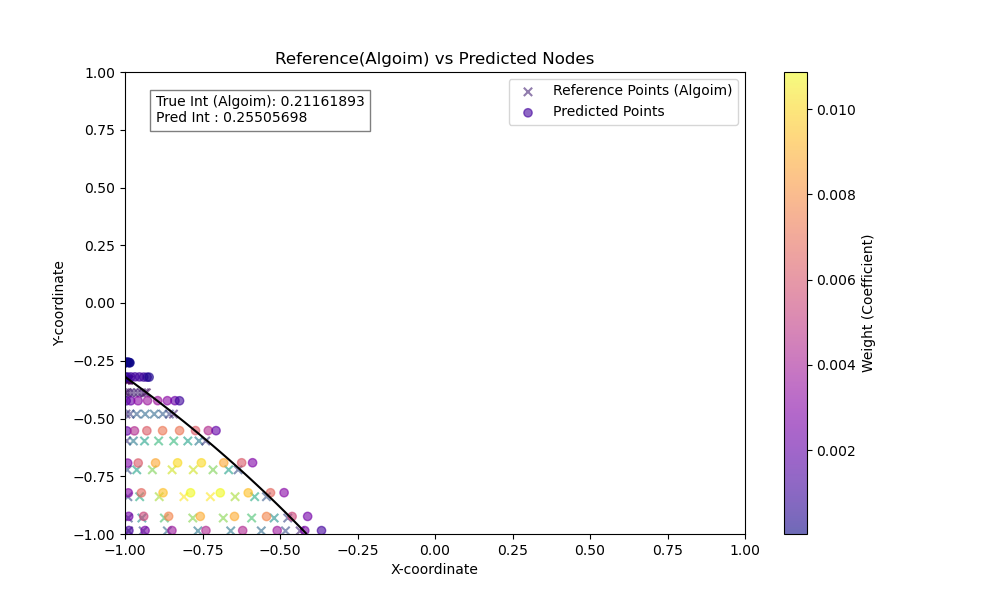 Reference(Algoim) vs Predicted Nodes
True Int (Algoim): 0.21161893
Pred Int : 0.25505698
Reference Points (Algoim)
Predicted Points
1.00
0.75
0.50
0.25
0.00
−0.25
−0.50
−0.75
−1.00
Y-coordinate
−1.00
−0.75
−0.50
−0.25
0.00
0.25
0.50
0.75
1.00
X-coordinate
0.010
0.008
0.006
0.004
0.002
Weight (Coefficient)